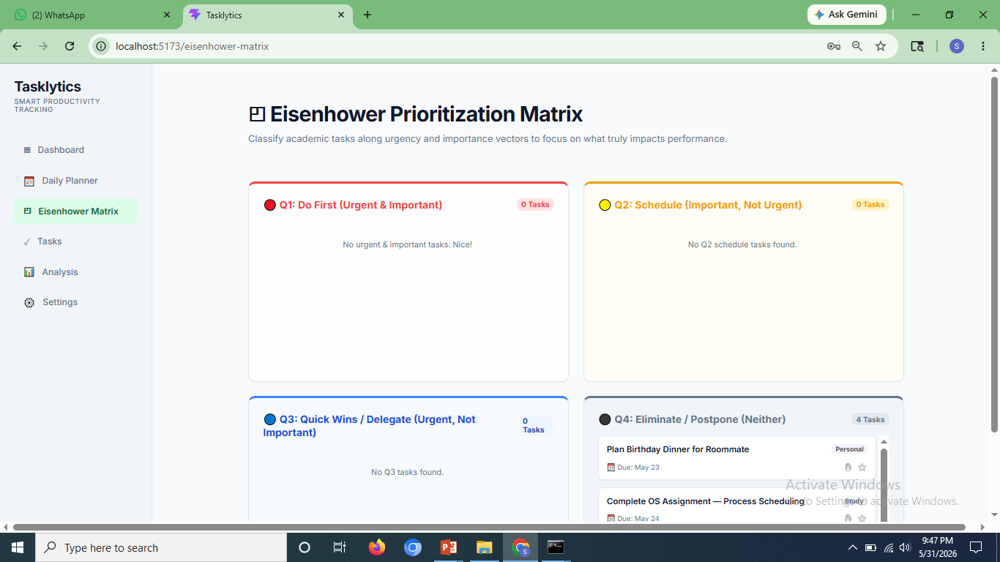 (2) WhatsApp
Tasklytics
Ask Gemini
localhost:5173/eisenhower-matrix
S
Tasklytics
SMART PRODUCTIVITY
TRACKING
Dashboard
Daily Planner
Eisenhower Matrix
Tasks
Analysis
Settings
Eisenhower Prioritization Matrix
Classify academic tasks along urgency and importance vectors to focus on what truly impacts performance.
Q1: Do First (Urgent & Important)
0 Tasks
No urgent & important tasks. Nice!
Q2: Schedule (Important, Not Urgent)
0 Tasks
No Q2 schedule tasks found.
Q3: Quick Wins / Delegate (Urgent, Not
Important)
0
Tasks
No Q3 tasks found.
Q4: Eliminate / Postpone (Neither)
4 Tasks
Plan Birthday Dinner for Roommate
Personal
Due: May 23
Complete OS Assignment — Process Scheduling
Study
Due: May 24
Activate Windows
Go to Settings to activate Windows.
Type here to search
9:47 PM
5/31/2026